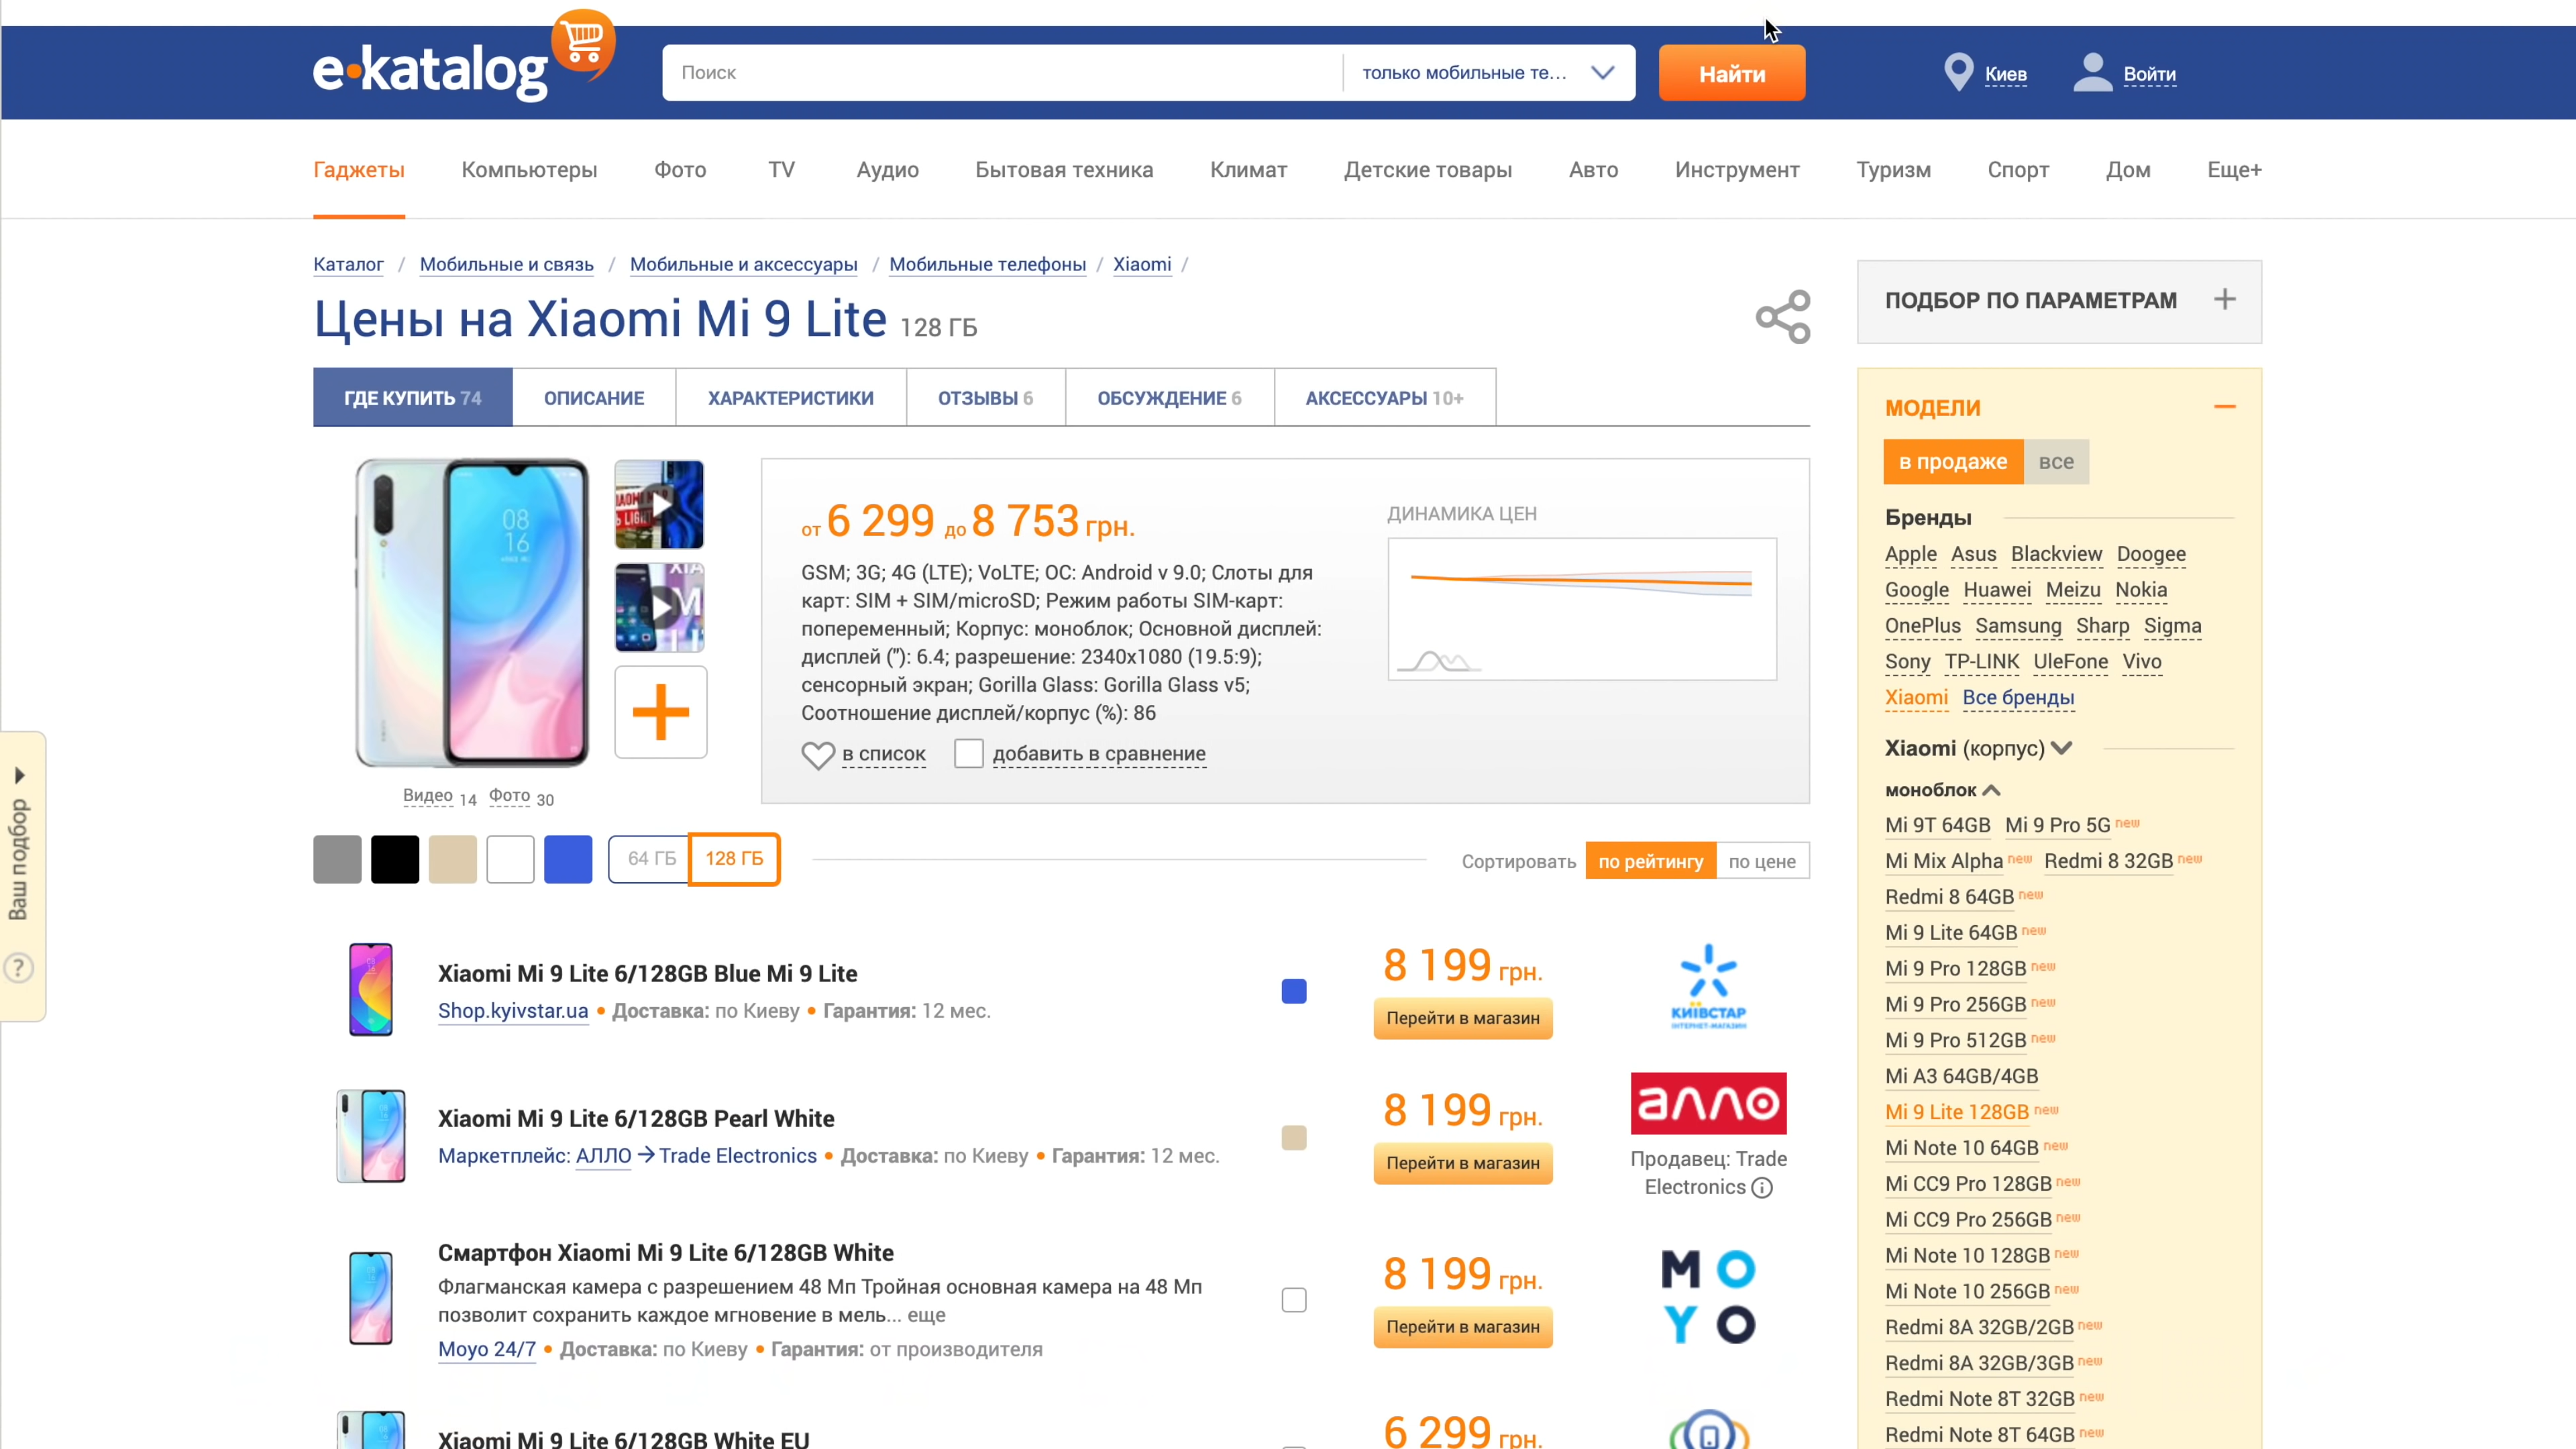 e•katalog
Поиск
только мобильные те...
Найти
Киев
Войти
Гаджеты Компьютеры Фото TV Аудио Бытовая техника Климат Детские товары Авто Инструмент Туризм Спорт Дом Еще+
Каталог / Мобильные и связь / Мобильные и аксессуары / Мобильные телефоны / Xiaomi /
Цены на Xiaomi Mi 9 Lite 128 ГБ
ГДЕ КУПИТЬ 74 ОПИСАНИЕ ХАРАКТЕРИСТИКИ ОТЗЫВЫ 6 ОБСУЖДЕНИЕ 6 АКСЕССУАРЫ 10+
08
16
Видео 14 Фото 30
от 6 299 до 8 753 грн.
GSM; 3G; 4G (LTE); VoLTE; ОС: Android v 9.0; Слоты для
карт: SIM + SIM/microSD; Режим работы SIM-карт:
попеременный; Корпус: моноблок; Основной дисплей:
дисплей ("): 6.4; разрешение: 2340x1080 (19.5:9);
сенсорный экран; Gorilla Glass: Gorilla Glass v5;
Соотношение дисплей/корпус (%): 86
в список добавить в сравнение
ДИНАМИКА ЦЕН
64 ГБ 128 ГБ
Сортировать по рейтингу по цене
Xiaomi Mi 9 Lite 6/128GB Blue Mi 9 Lite
Shop.kyivstar.ua • Доставка: по Киеву • Гарантия: 12 мес.
8 199 грн.
Перейти в магазин
КИЇВСТАР
ІНТЕРНЕТ-МАГАЗИН
Xiaomi Mi 9 Lite 6/128GB Pearl White
Маркетплейс: АЛЛО → Trade Electronics • Доставка: по Киеву • Гарантия: 12 мес.
8 199 грн.
Перейти в магазин
алло
Продавец: Trade
Electronics
Смартфон Xiaomi Mi 9 Lite 6/128GB White
Флагманская камера с разрешением 48 Мп Тройная основная камера на 48 Мп
позволит сохранить каждое мгновение в мель... еще
Moyo 24/7 • Доставка: по Киеву • Гарантия: от производителя
8 199 грн.
Перейти в магазин
MO
YO
Xiaomi Mi 9 Lite 6/128GB White EU
6 299 грн.
Ваш подбор
?
ПОДБОР ПО ПАРАМЕТРАМ +
МОДЕЛИ
в продаже все
Бренды
Apple Asus Blackview Doogee
Google Huawei Meizu Nokia
OnePlus Samsung Sharp Sigma
Sony TP-LINK UleFone Vivo
Xiaomi Все бренды
Xiaomi (корпус)
моноблок
Mi 9T 64GB Mi 9 Pro 5G new
Mi Mix Alpha new Redmi 8 32GB new
Redmi 8 64GB new
Mi 9 Lite 64GB new
Mi 9 Pro 128GB new
Mi 9 Pro 256GB new
Mi 9 Pro 512GB new
Mi A3 64GB/4GB
Mi 9 Lite 128GB new
Mi Note 10 64GB new
Mi CC9 Pro 128GB new
Mi CC9 Pro 256GB new
Mi Note 10 128GB new
Mi Note 10 256GB new
Redmi 8A 32GB/2GB new
Redmi 8A 32GB/3GB new
Redmi Note 8T 32GB new
Redmi Note 8T 64GB new